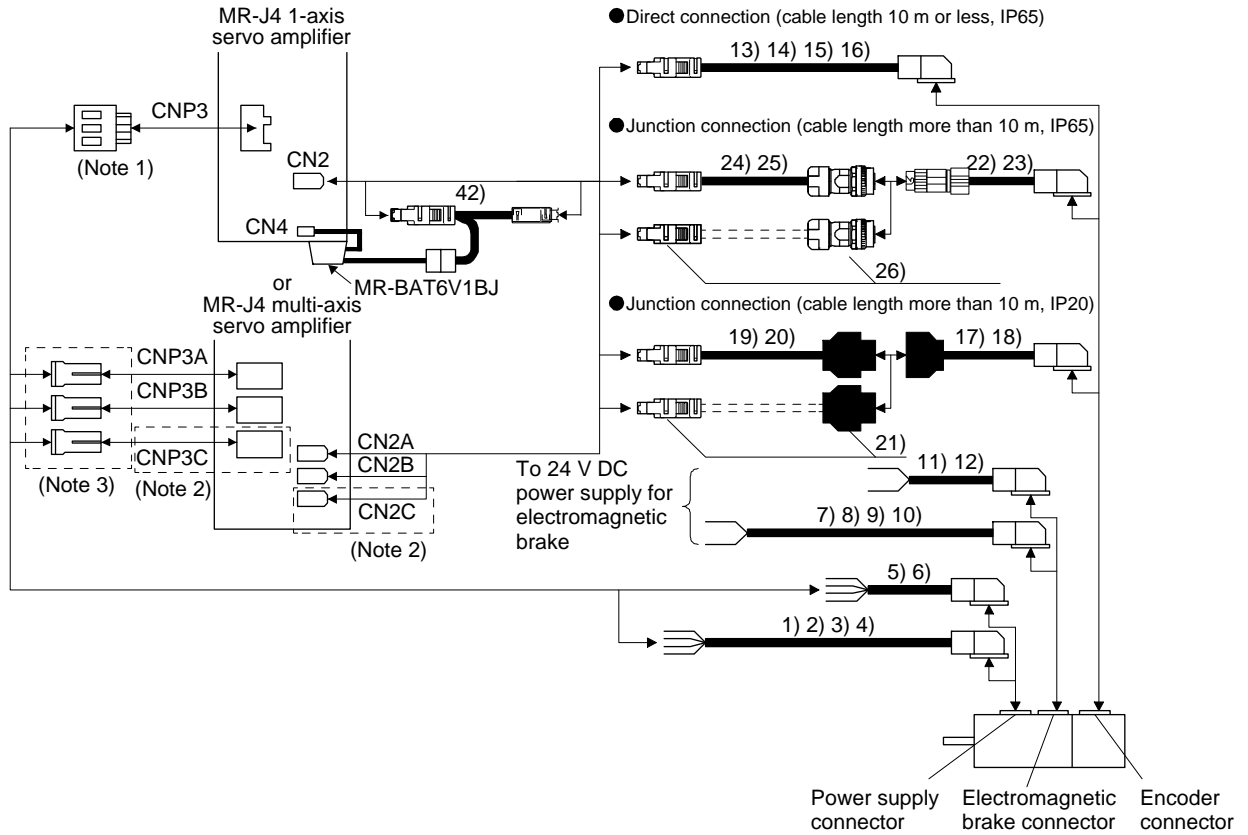 MR-J4 1-axis
servo amplifier
CNP3
(Note 1)
CN2
CN4
42)
MR-BAT6V1BJ
or
MR-J4 multi-axis
servo amplifier
CNP3A
CNP3B
CNP3C
(Note 3)
(Note 2)
CN2A
CN2B
CN2C
(Note 2)
●Direct connection (cable length 10 m or less, IP65)
13) 14) 15) 16)
●Junction connection (cable length more than 10 m, IP65)
24) 25)
22) 23)
26)
●Junction connection (cable length more than 10 m, IP20)
19) 20)
17) 18)
21)
To 24 V DC
power supply for
electromagnetic
brake
11) 12)
7) 8) 9) 10)
5) 6)
1) 2) 3) 4)
Power supply
connector
Electromagnetic
brake connector
Encoder
connector